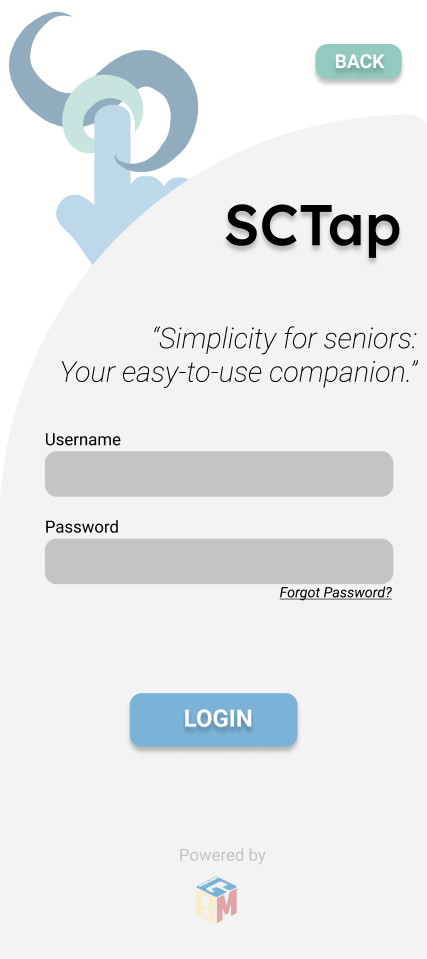 BACK
SCTap
“Simplicity for seniors:
Your easy-to-use companion.”
Username
Password
Forgot Password?
LOGIN
Powered by